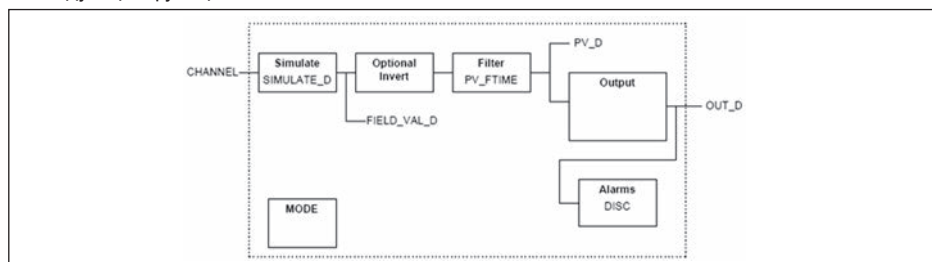 CHANNEL
Simulate
SIMULATE_D
Optional
Invert
Filter
PV_FTIME
PV_D
Output
OUT_D
FIELD_VAL_D
Alarms
DISC
MODE